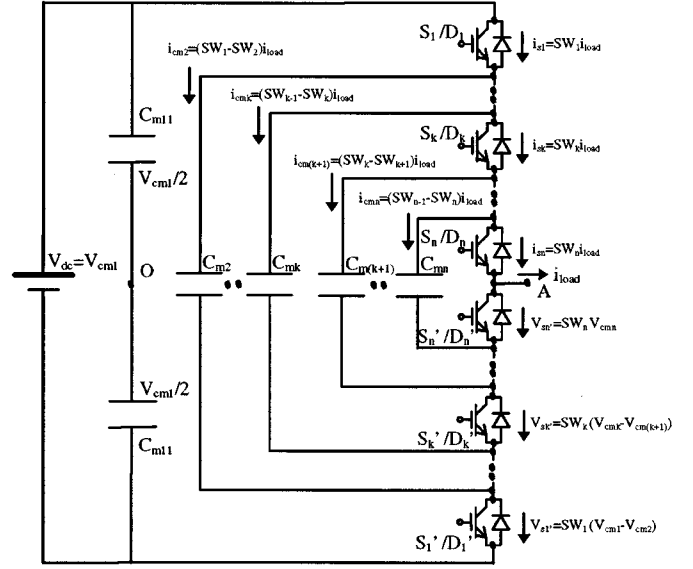 S1/D1
is1=SW1iload
icm2=(SW1-SW2)iload
icmk=(SWk-1-SWk)iload
Cm11
Sk/Dk
isk=SWkiload
Vcm1/2
icm(k+1)=(SWk-SWk+1)iload
icmn=(SWn-1-SWn)iload
Sn/Dn
isn=SWniload
Vdc=Vcm1
O
Cm2
Cmk
Cm(k+1)
Cmn
iload
A
Sn'/Dn'
Vsn'=SWnVcmn
Vcm1/2
Cm11
Sk'/Dk'
Vsk'=SWk(Vcmk-Vcm(k+1))
S1'/D1'
Vs1'=SW1(Vcm1-Vcm2)